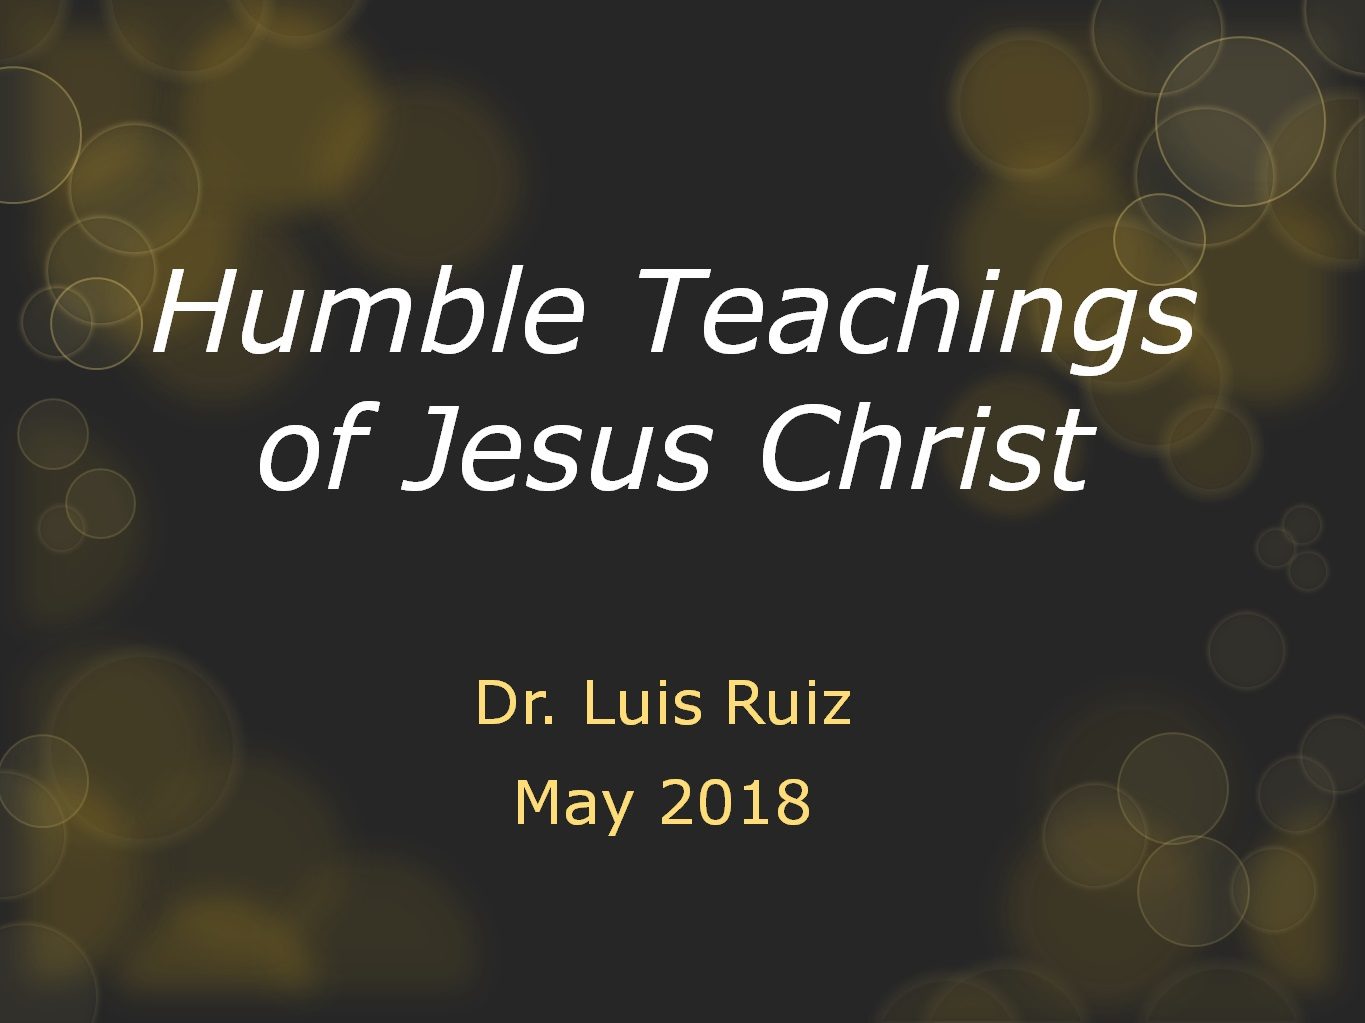 Humble Teachings
of Jesus Christ
Dr. Luis Ruiz
May 2018